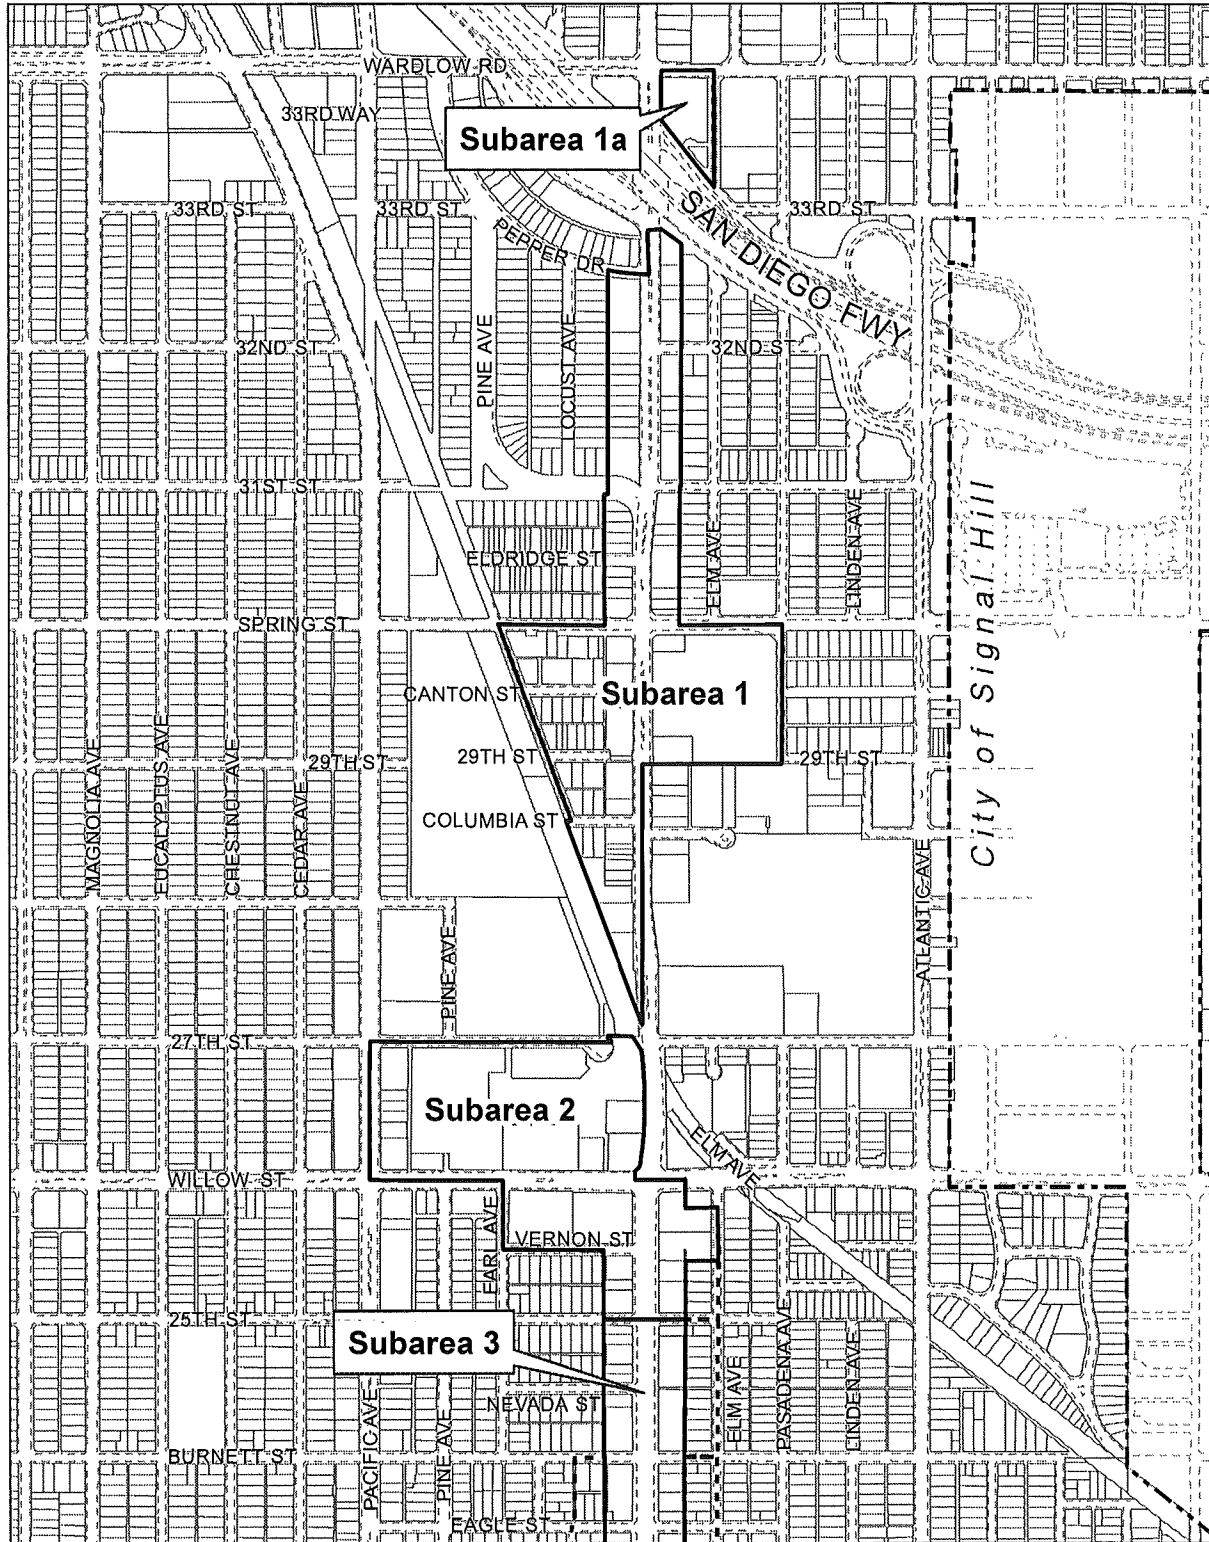 WARDLOW RD
33RD WAY
Subarea 1a
33RD ST
33RD ST
33RD ST
SAN DIEGO FWY
PEPPER DR
32ND ST
PINE AVE
LOCUST AVE
32ND ST
31ST ST
ELDRIDGE ST
ELM AVE
LINDEN AVE
City of Signal Hill
SPRING ST
CANTON ST
Subarea 1
29TH ST
29TH ST
29TH ST
MAGNOLIA AVE
EUCALYPTUS AVE
CHESTNUT AVE
CEDAR AVE
COLUMBIA ST
ATLANTIC AVE
PINE AVE
27TH ST
Subarea 2
ELM AVE
WILLOW ST
EARL AVE
VERNON ST
25TH ST
Subarea 3
PACIFIC AVE
PINE AVE
NEVADA ST
ELM AVE
PASADENA AVE
LINDEN AVE
BURNETT ST
EAGLE ST